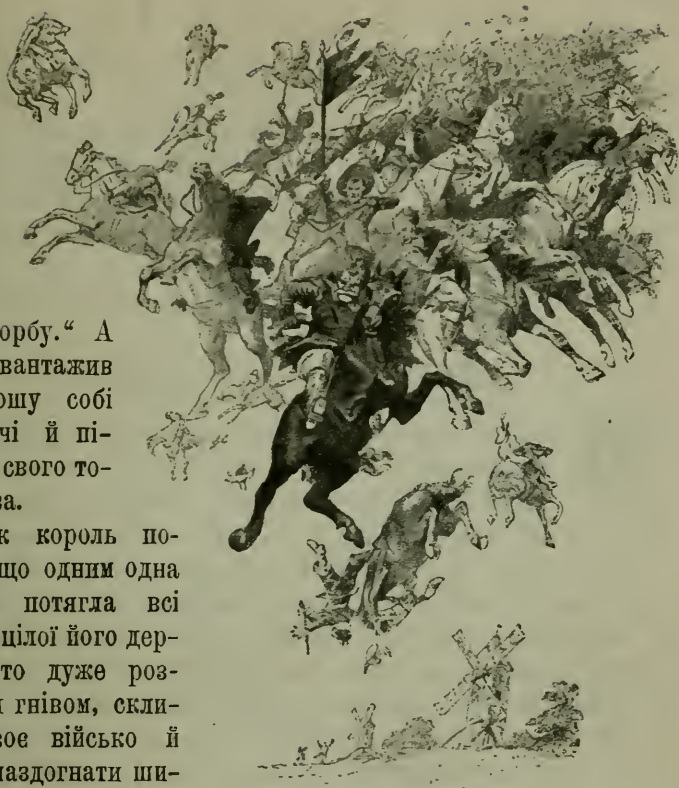 орбу.“ А
вантажив
ошу собі
чі й пі-
свого то-
ва.
к король по-
що одним одна
потягла всі
цілої його дер-
то дуже роз-
и гнівом, скли-
вое військо й
наздогнати ши-